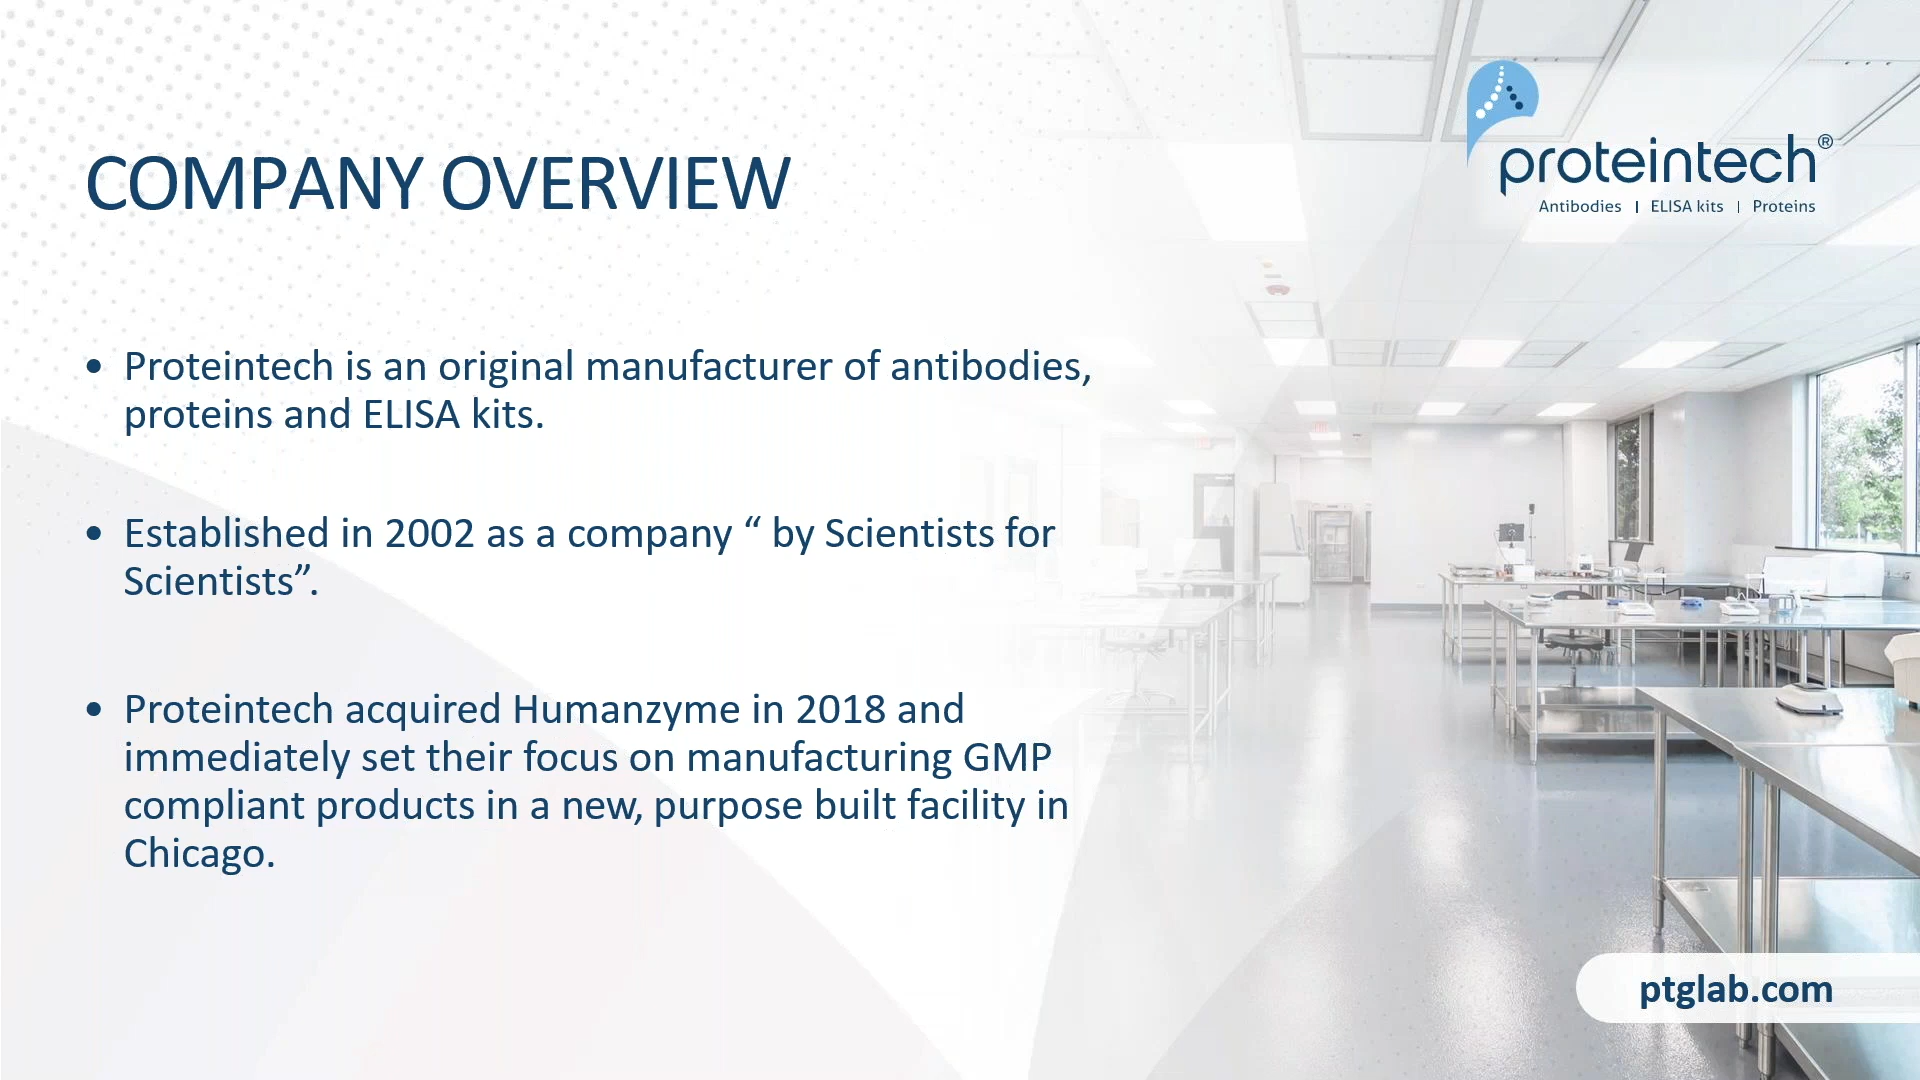 COMPANY OVERVIEW
proteintech®
Antibodies | ELISA kits | Proteins
• Proteintech is an original manufacturer of antibodies,
proteins and ELISA kits.
• Established in 2002 as a company “ by Scientists for
Scientists”.
• Proteintech acquired Humanzyme in 2018 and
immediately set their focus on manufacturing GMP
compliant products in a new, purpose built facility in
Chicago.
ptglab.com